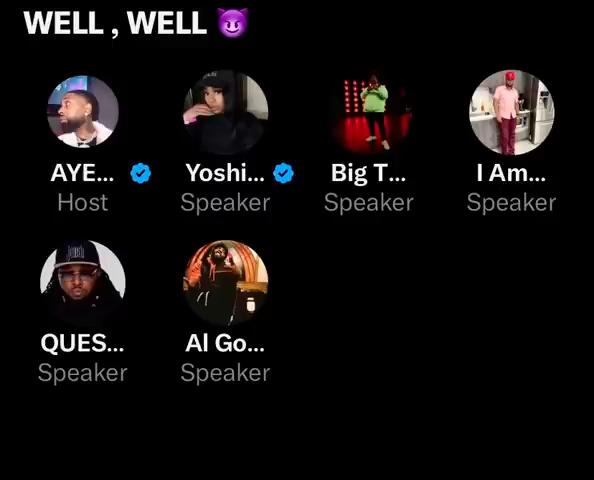 WELL , WELL 😈
AYE... Yoshi... Big T... I Am...
Host Speaker Speaker Speaker
QUES... Al Go...
Speaker Speaker